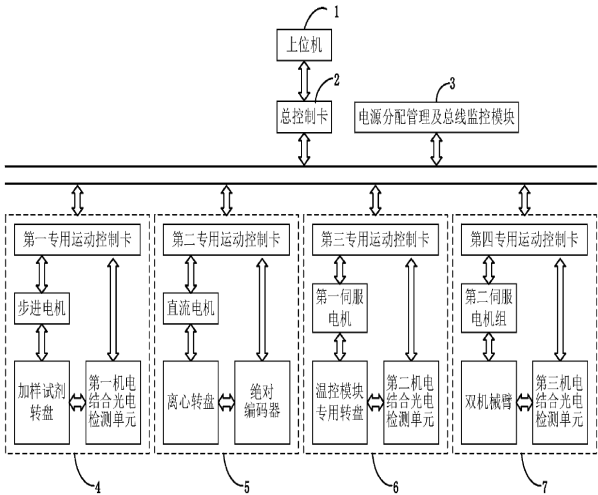 1
上位机
2
总控制卡
3
电源分配管理及总线监控模块
第一专用运动控制卡
第二专用运动控制卡
第三专用运动控制卡
第四专用运动控制卡
步进电机
直流电机
第一伺服
电机
第二伺服
电机组
加样试剂
转盘
第一机电
结合光电
检测单元
离心转盘
绝对
编码器
温控模块
专用转盘
第二机电
结合光电
检测单元
双机械臂
第三机电
结合光电
检测单元
4
5
6
7